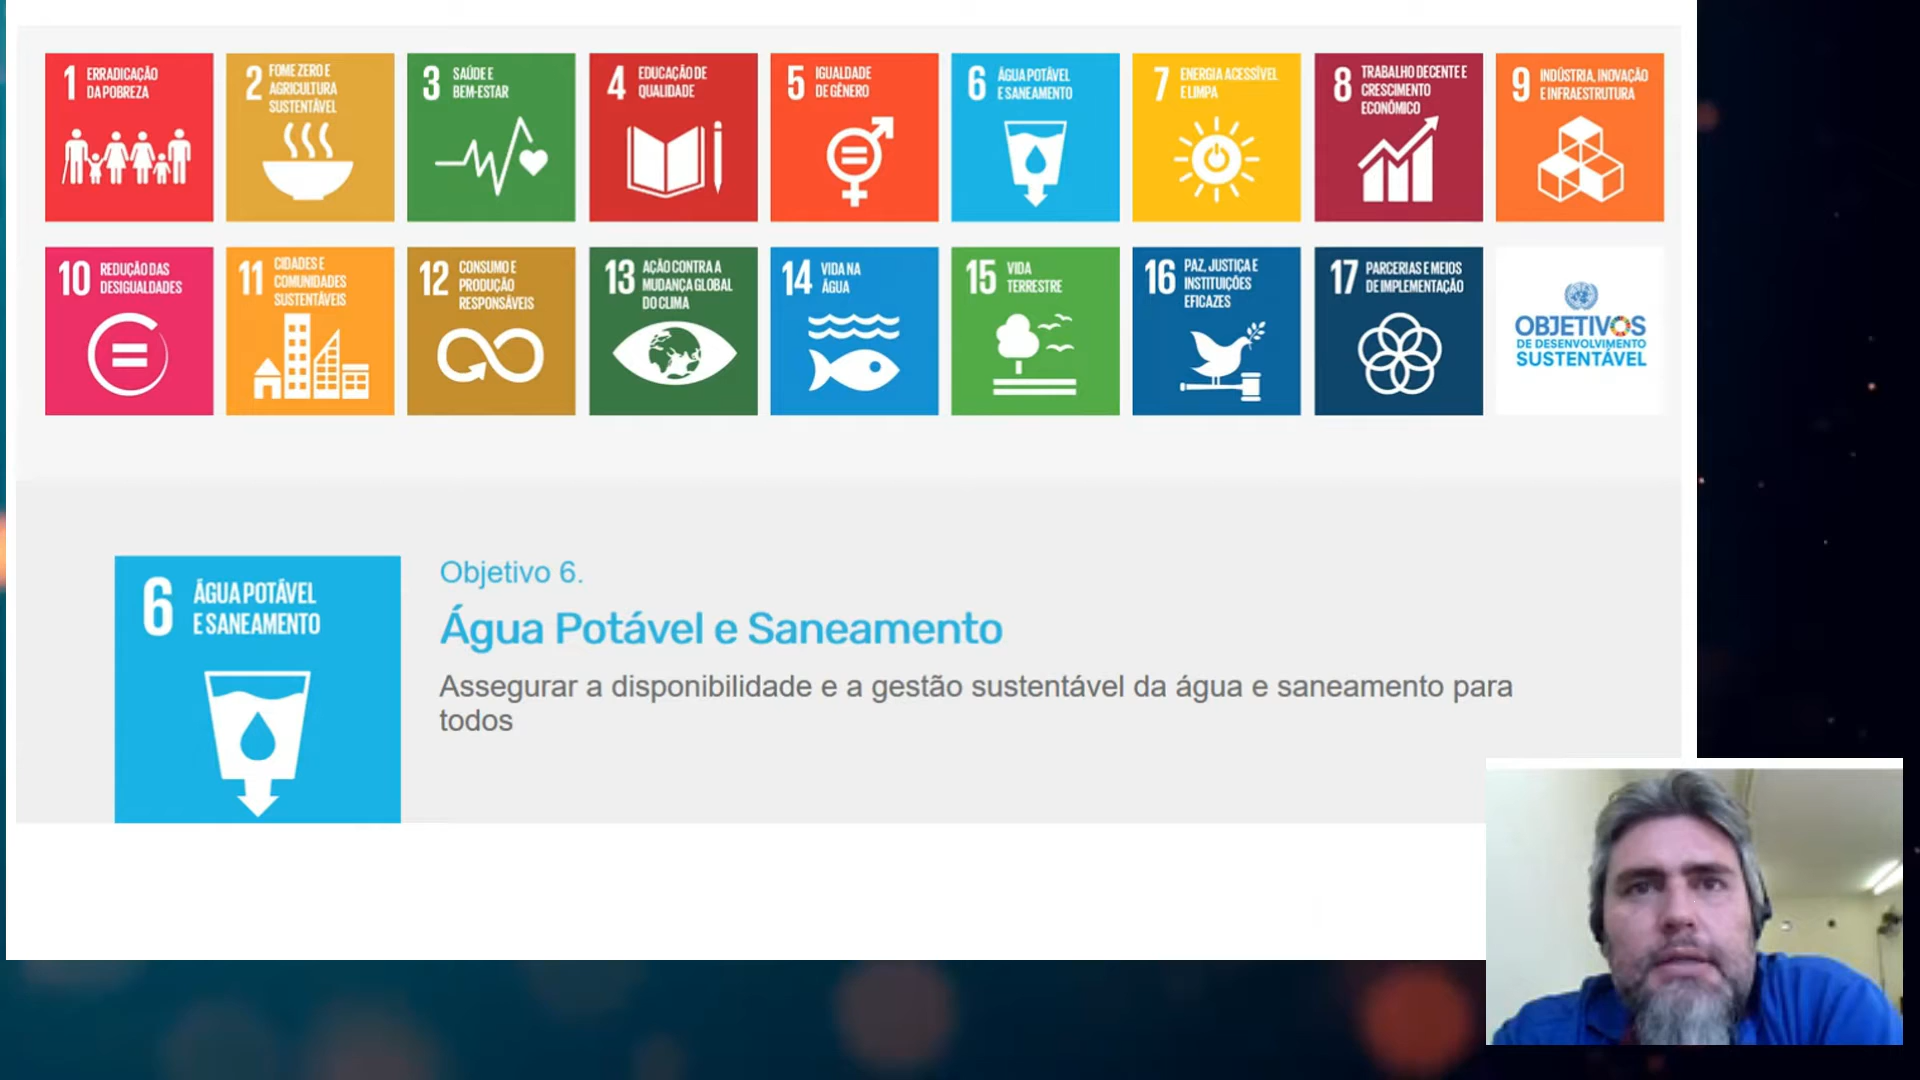 1 ERRADICAÇÃO
DA POBREZA
2 FOME ZERO E
AGRICULTURA
SUSTENTÁVEL
3 SAÚDE E
BEM-ESTAR
4 EDUCAÇÃO DE
QUALIDADE
5 IGUALDADE
DE GÊNERO
6 ÁGUA POTÁVEL
E SANEAMENTO
7 ENERGIA ACESSÍVEL
E LIMPA
8 TRABALHO DECENTE E
CRESCIMENTO
ECONÔMICO
9 INDÚSTRIA, INOVAÇÃO
E INFRAESTRUTURA
10 REDUÇÃO DAS
DESIGUALDADES
11 CIDADES E
COMUNIDADES
SUSTENTÁVEIS
12 CONSUMO E
PRODUÇÃO
RESPONSÁVEIS
13 AÇÃO CONTRA A
MUDANÇA GLOBAL
DO CLIMA
14 VIDA NA
ÁGUA
15 VIDA
TERRESTRE
16 PAZ, JUSTIÇA E
INSTITUIÇÕES
EFICAZES
17 PARCERIAS E MEIOS
DE IMPLEMENTAÇÃO
OBJETIVOS
DE DESENVOLVIMENTO
SUSTENTÁVEL
6 ÁGUA POTÁVEL
E SANEAMENTO
Objetivo 6.
Água Potável e Saneamento
Assegurar a disponibilidade e a gestão sustentável da água e saneamento para
todos